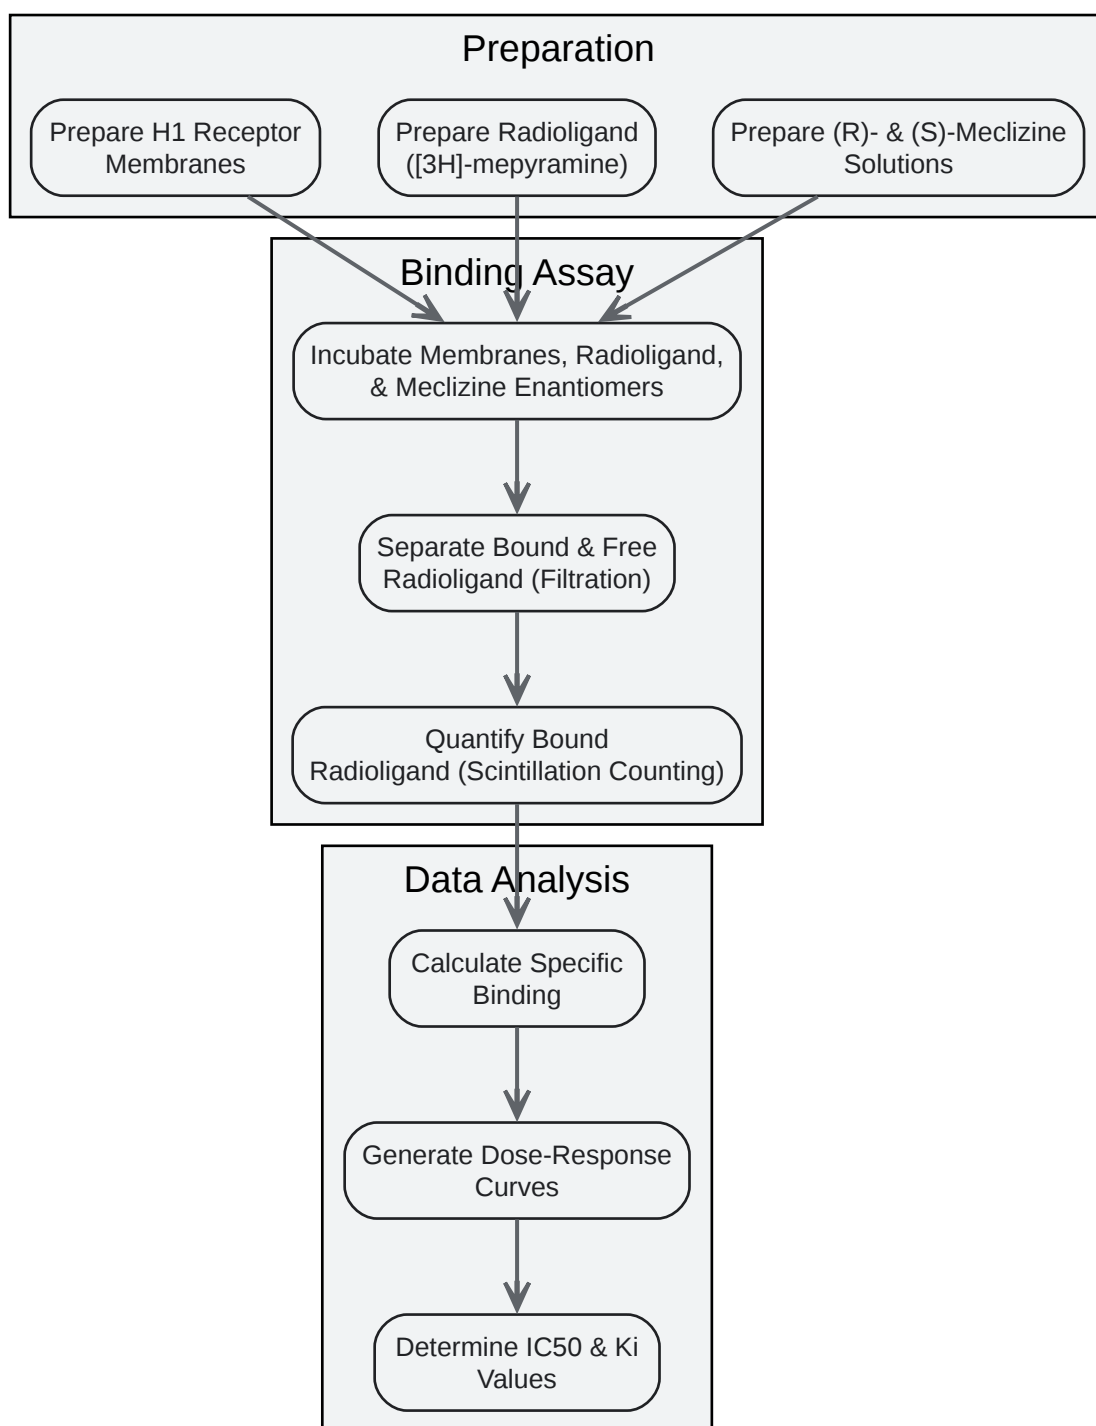 Preparation
Prepare H1 Receptor
Membranes
Prepare Radioligand
([3H]-mepyramine)
Prepare (R)- & (S)-Meclizine
Solutions
Binding Assay
Incubate Membranes, Radioligand,
& Meclizine Enantiomers
Separate Bound & Free
Radioligand (Filtration)
Quantify Bound
Radioligand (Scintillation Counting)
Data Analysis
Calculate Specific
Binding
Generate Dose-Response
Curves
Determine IC50 & Ki
Values